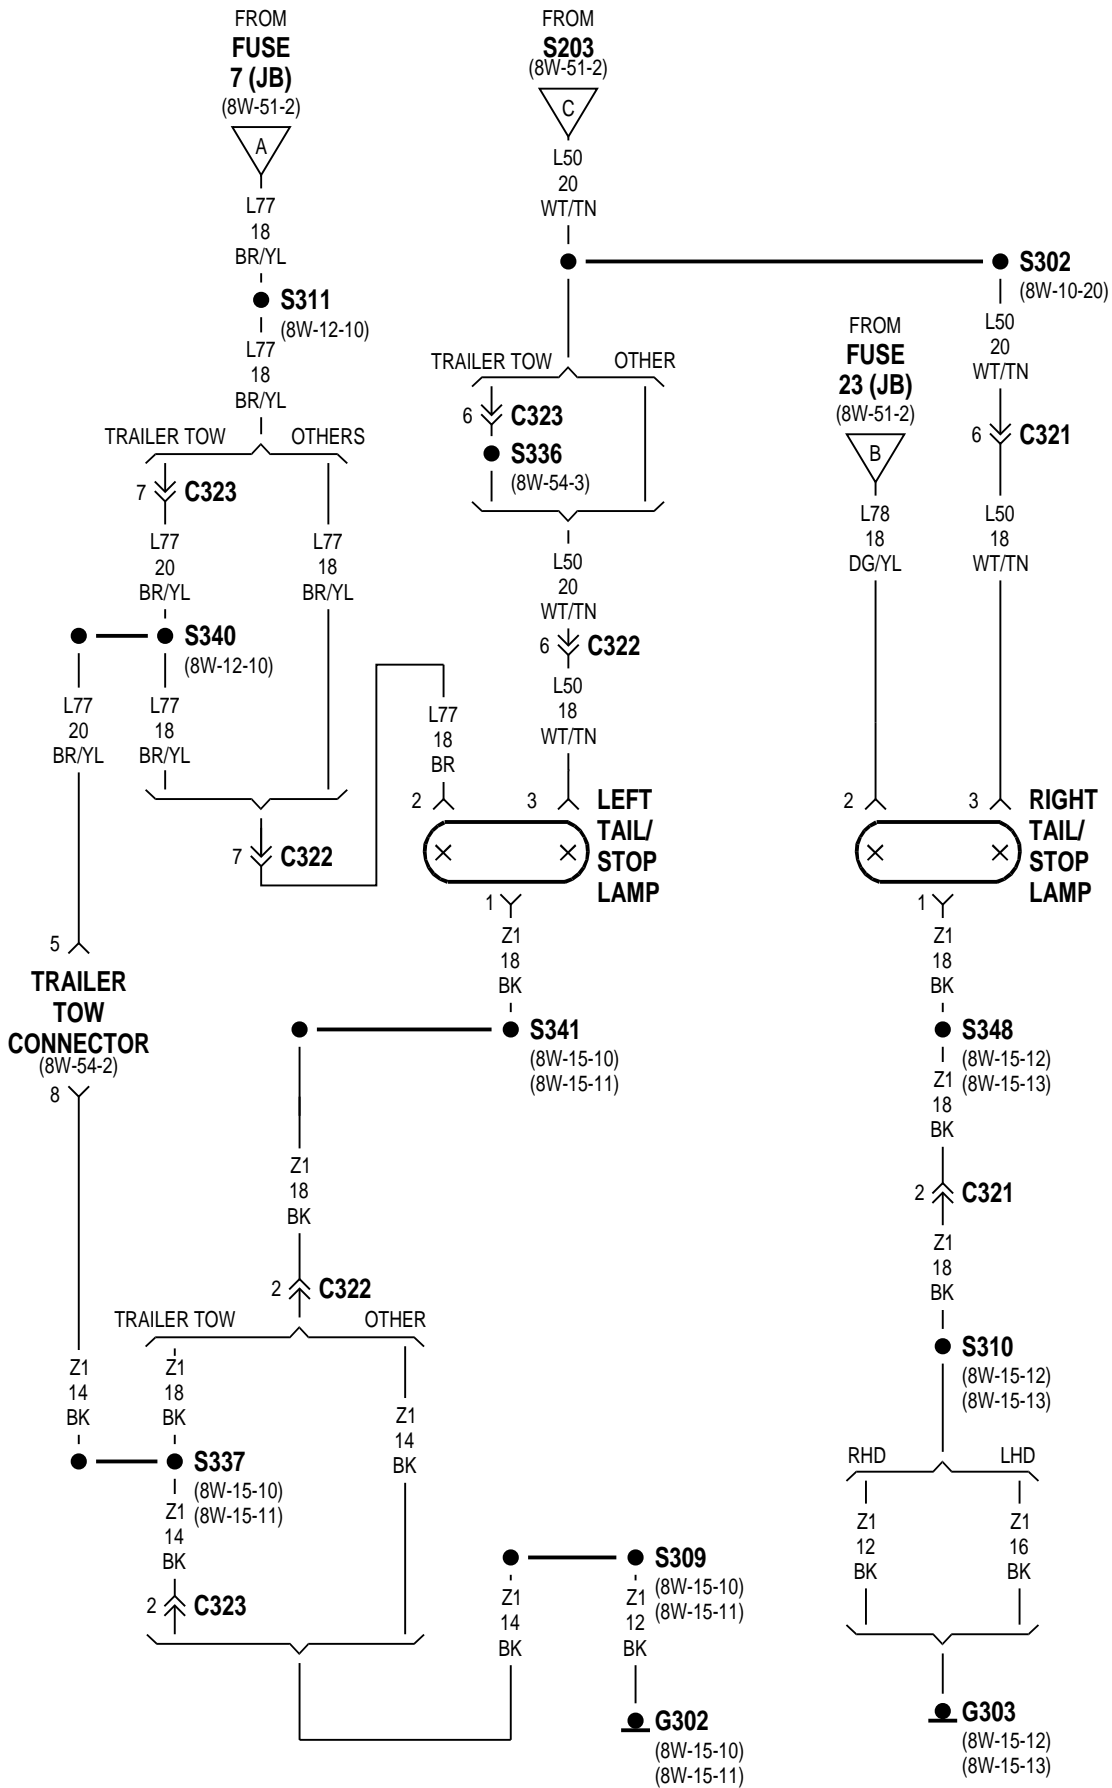 FROM
FUSE
7 (JB)
(8W-51-2)
A
L77
18
BR/YL
S311
(8W-12-10)
L77
18
BR/YL
TRAILER TOW
OTHERS
7
C323
L77
20
BR/YL
L77
18
BR/YL
S340
(8W-12-10)
L77
20
BR/YL
L77
18
BR/YL
7
C322
L77
18
BR
2
FROM
S203
(8W-51-2)
C
L50
20
WT/TN
S302
(8W-10-20)
TRAILER TOW
OTHER
6
C323
S336
(8W-54-3)
L50
20
WT/TN
6
C322
L50
18
WT/TN
3
LEFT
TAIL/
STOP
LAMP
FROM
FUSE
23 (JB)
(8W-51-2)
B
L78
18
DG/YL
2
L50
20
WT/TN
6
C321
L50
18
WT/TN
3
RIGHT
TAIL/
STOP
LAMP
5
TRAILER
TOW
CONNECTOR
(8W-54-2)
8
1
Z1
18
BK
S341
(8W-15-10)
(8W-15-11)
Z1
18
BK
2
C322
TRAILER TOW
OTHER
Z1
14
BK
Z1
18
BK
Z1
14
BK
S337
(8W-15-10)
(8W-15-11)
Z1
14
BK
2
C323
Z1
14
BK
S309
(8W-15-10)
(8W-15-11)
Z1
12
BK
G302
(8W-15-10)
(8W-15-11)
1
Z1
18
BK
S348
(8W-15-12)
(8W-15-13)
Z1
18
BK
2
C321
Z1
18
BK
S310
(8W-15-12)
(8W-15-13)
RHD
LHD
Z1
12
BK
Z1
16
BK
G303
(8W-15-12)
(8W-15-13)